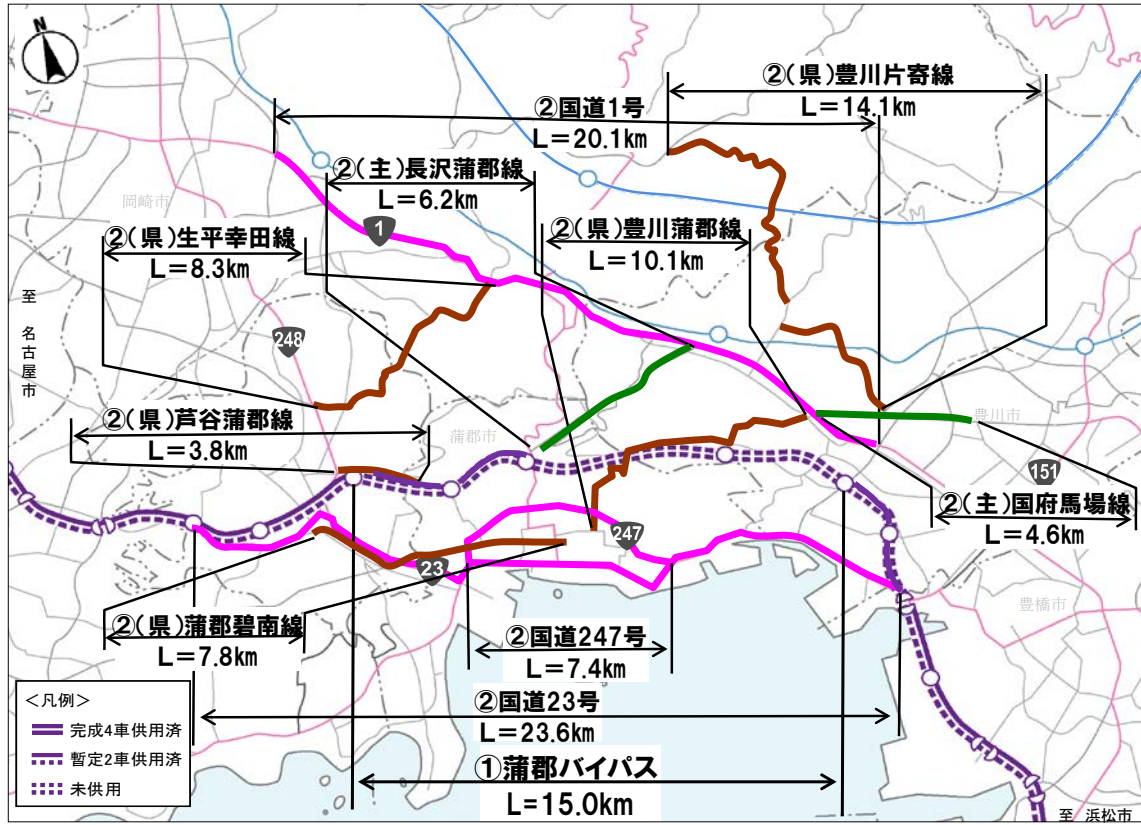 N
②(県)豊川片寄線
L=14.1km
②国道1号
L=20.1km
②(主)長沢蒲郡線
L=6.2km
岡崎市
1
②(県)生平幸田線
L=8.3km
②(県)豊川蒲郡線
L=10.1km
至 名古屋市
248
②(県)芦谷蒲郡線
L=3.8km
蒲郡市
豊川市
151
②(主)国府馬場線
L=4.6km
247
23
豊橋市
②(県)蒲郡碧南線
L=7.8km
②国道247号
L=7.4km
②国道23号
L=23.6km
①蒲郡バイパス
L=15.0km
<凡例>
完成4車供用済
暫定2車供用済
未供用
至 浜松市